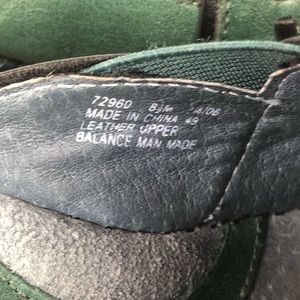 72960 8½M 14/06
MADE IN CHINA 49
LEATHER UPPER
BALANCE MAN MADE